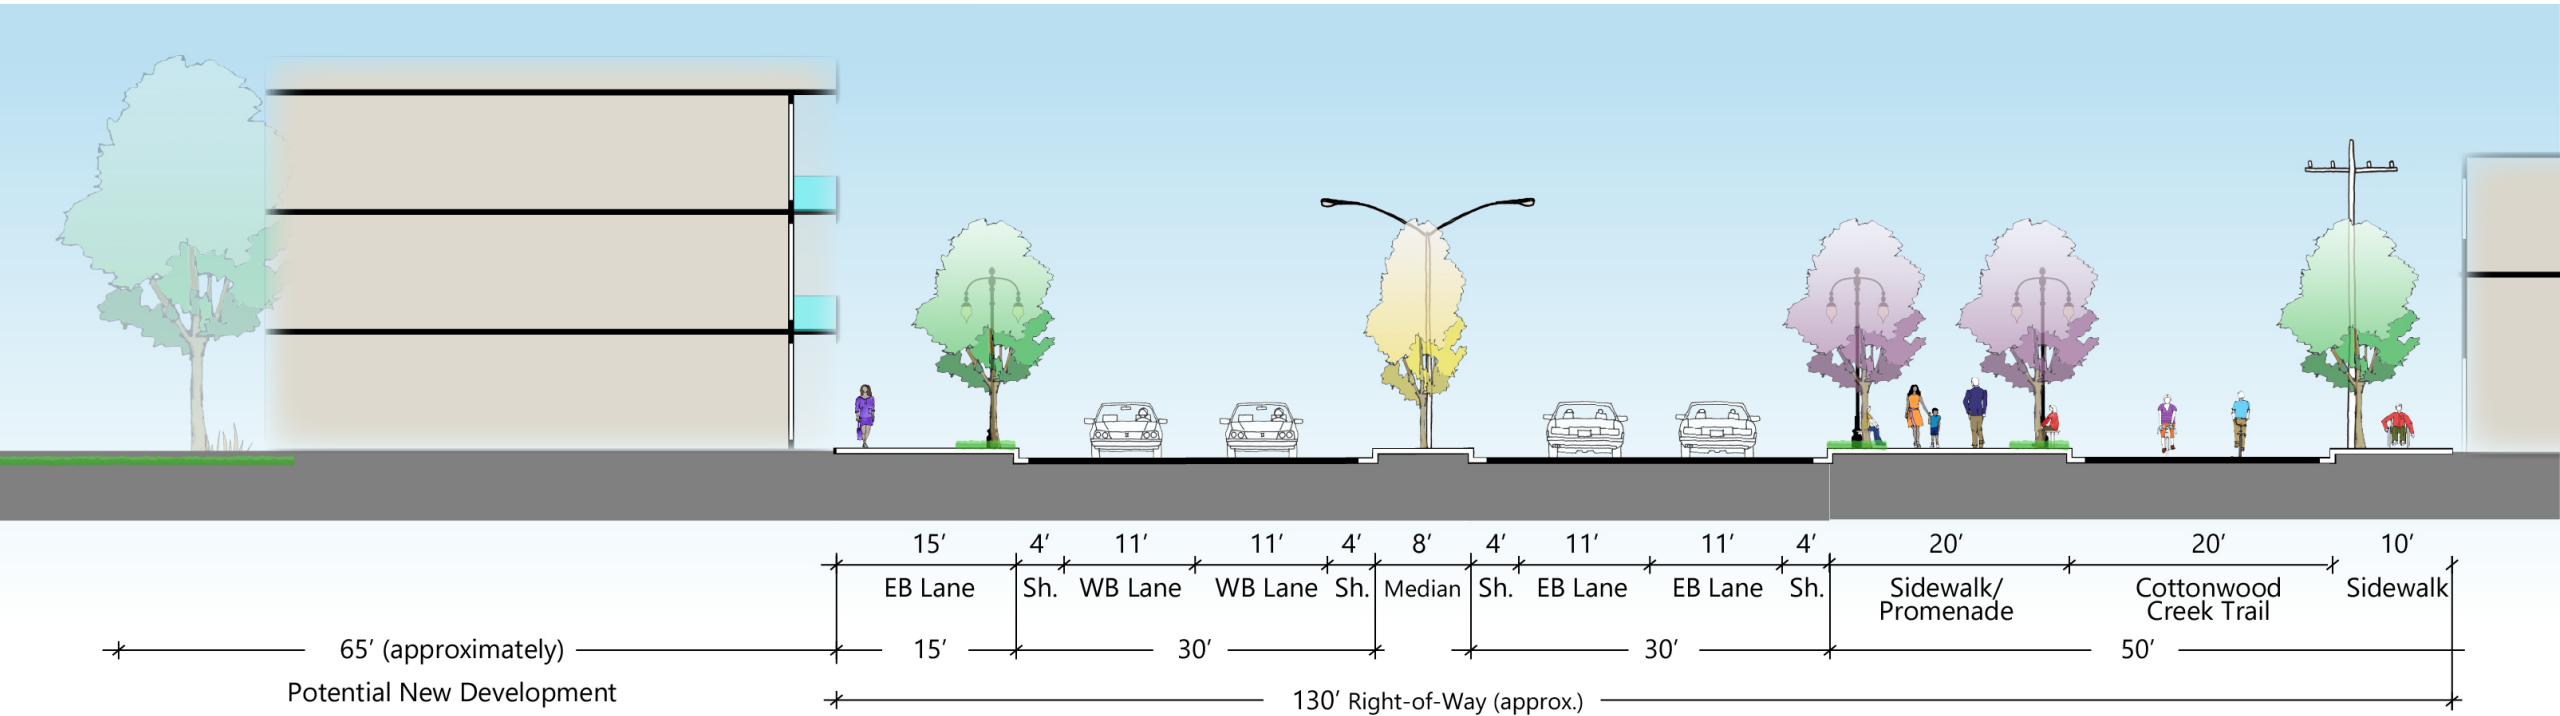 15’ 4’ 11’ 11’ 4’ 8’ 4’ 11’ 11’ 4’ 20’ 20’ 10’
EB Lane Sh. WB Lane WB Lane Sh. Median Sh. EB Lane EB Lane Sh. Sidewalk/ Cottonwood Sidewalk
Promenade Creek Trail
65’ (approximately) 15’ 30’ 30’ 50’
Potential New Development
130’ Right-of-Way (approx.)